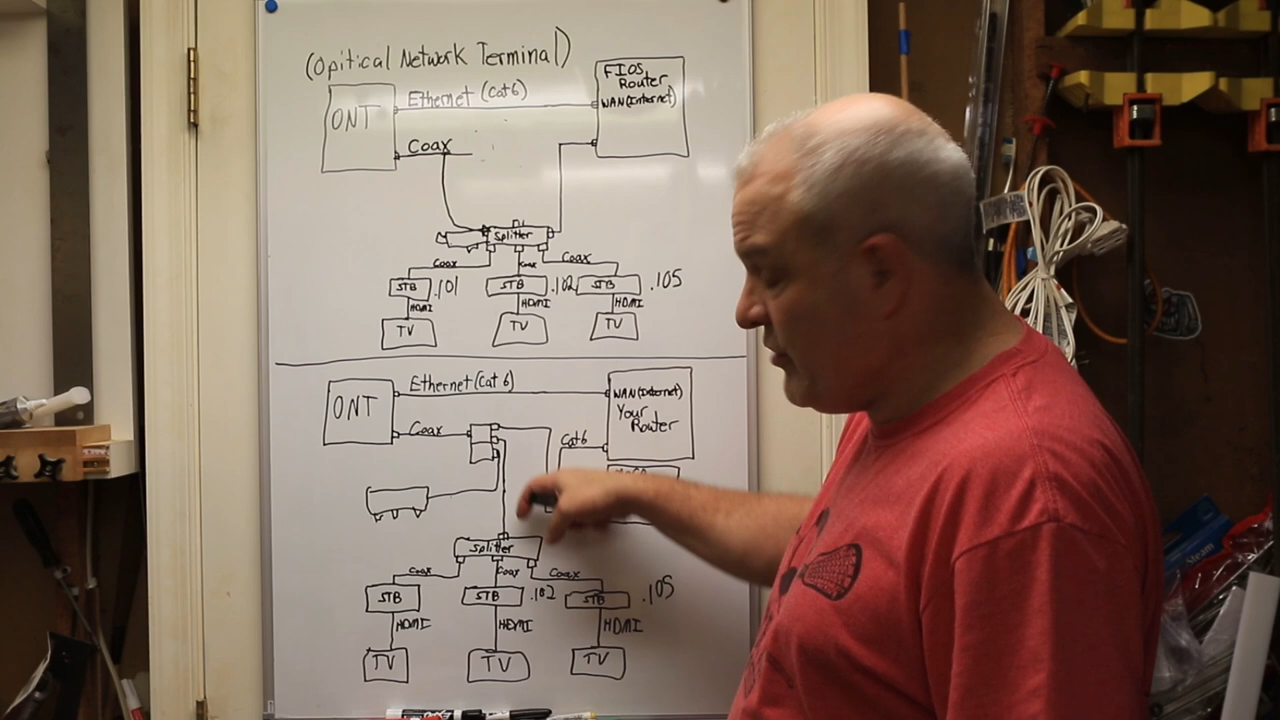 (Opitical Network Terminal)
FIOS
Router
WAN(Internet)
ONT
Ethernet (Cat6)
Coax
Splitter
Coax
Coax
Coax
STB
.101
STB
.102
STB
.105
HDMI
HDMI
HDMI
TV
TV
TV
Ethernet(Cat 6)
WAN(Internet)
Your
Router
ONT
Coax
Cat6
Splitter
Coax
Coax
Coax
STB
STB
.102
STB
.105
HDMI
HDMI
HDMI
TV
TV
TV